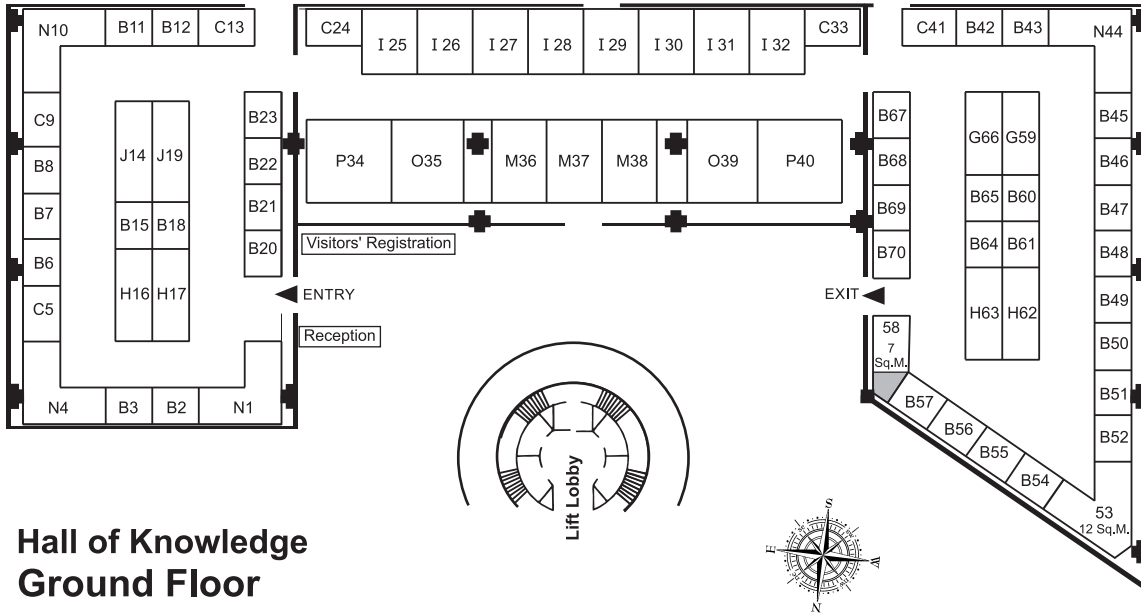 N10 B11 B12 C13 C24 I 25 I 26 I 27 I 28 I 29 I 30 I 31 I 32 C33 C41 B42 B43 N44
C9 J14 J19 B23 B67 G66 G59 B45
B8 B22 P34 O35 M36 M37 M38 O39 P40 B68 B46
B7 B15 B18 B21 B69 B65 B60 B47
B6 B20 Visitors' Registration B70 B64 B61 B48
C5 H16 H17 ENTRY EXIT H63 H62 B49
Reception 58 B50
7
Sq.M.
N4 B3 B2 N1 B57 B51
B56 B52
B55
B54
Lift Lobby 53
12 Sq.M.
S
E W
N
Hall of Knowledge
Ground Floor